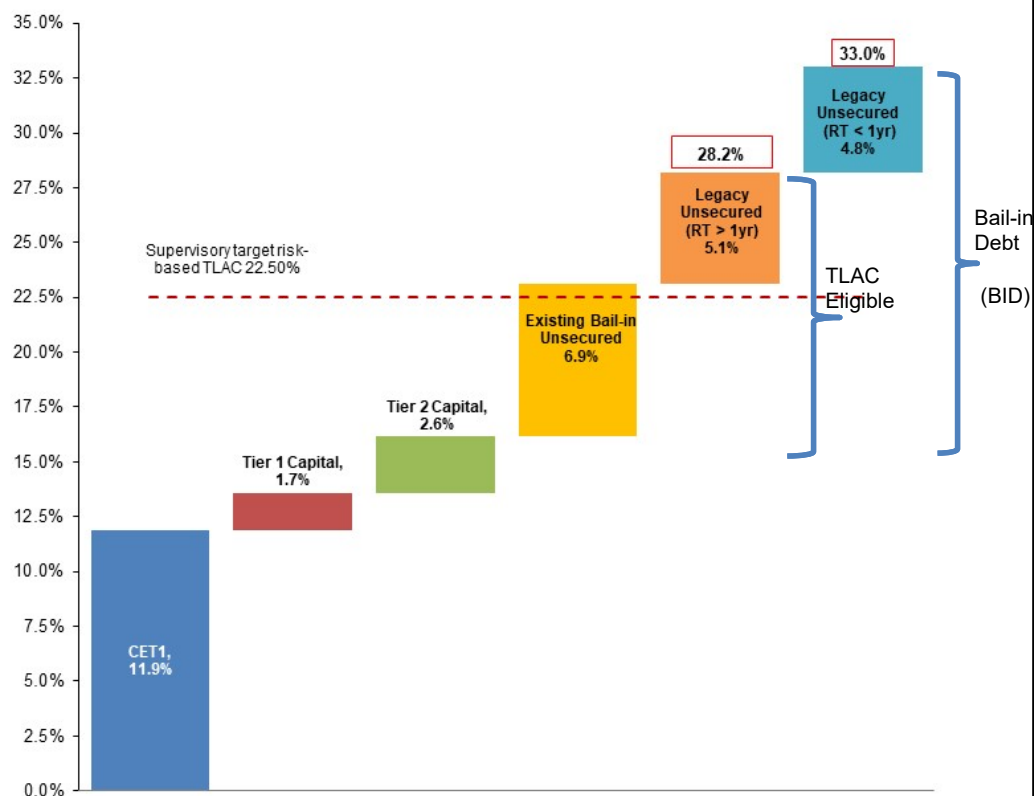 35.0%
32.5%
30.0%
27.5%
25.0%
22.5%
20.0%
17.5%
15.0%
12.5%
10.0%
7.5%
5.0%
2.5%
0.0%
Supervisory target risk-
based TLAC 22.50%
CET1,
11.9%
Tier 1 Capital,
1.7%
Tier 2 Capital,
2.6%
Existing Bail-in
Unsecured
6.9%
28.2%
Legacy
Unsecured
(RT > 1yr)
5.1%
33.0%
Legacy
Unsecured
(RT < 1yr)
4.8%
TLAC
Eligible
Bail-in
Debt
(BID)